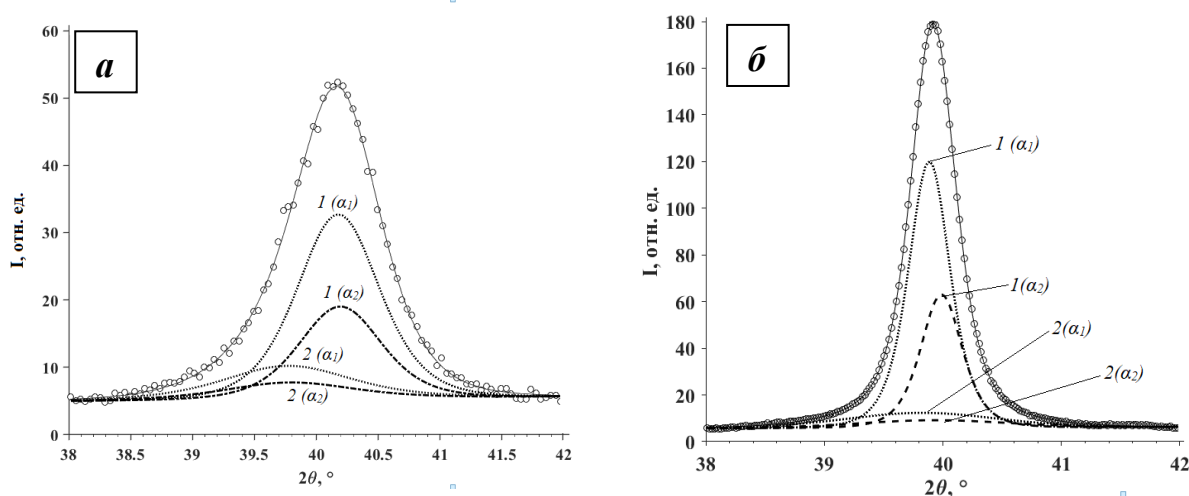 а
60
50
40
30
20
10
0
I, отн. ед.
1 (α1)
1 (α2)
2 (α1)
2 (α2)
38 38.5 39 39.5 40 40.5 41 41.5 42
2θ, °
б
180
160
140
120
100
80
60
40
20
0
I, отн. ед.
1 (α1)
1(α2)
2(α1)
2(α2)
38 39 40 41 42
2θ, °